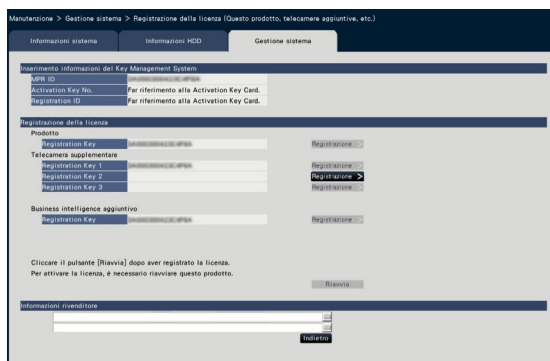 Manutenzione > Gestione sistema > Registrazione della licenza (Questo prodotto, telecamere aggiuntive, etc.)
Informazioni sistema Informazioni HDD Gestione sistema
Inserimento informazioni del Key Management System
MPR ID
Activation Key No. Far riferimento alla Activation Key Card.
Registration ID Far riferimento alla Activation Key Card.
Registrazione della licenza
Prodotto
Registration Key Registrazione >
Telecamera supplementare
Registration Key 1 Registrazione >
Registration Key 2 Registrazione >
Registration Key 3 Registrazione >
Business intelligence aggiuntivo
Registration Key Registrazione >
Cliccare il pulsante [Riavvia] dopo aver registrato la licenza.
Per attivare la licenza, è necessario riavviare questo prodotto.
Riavvia
Informazioni rivenditore
Indietro